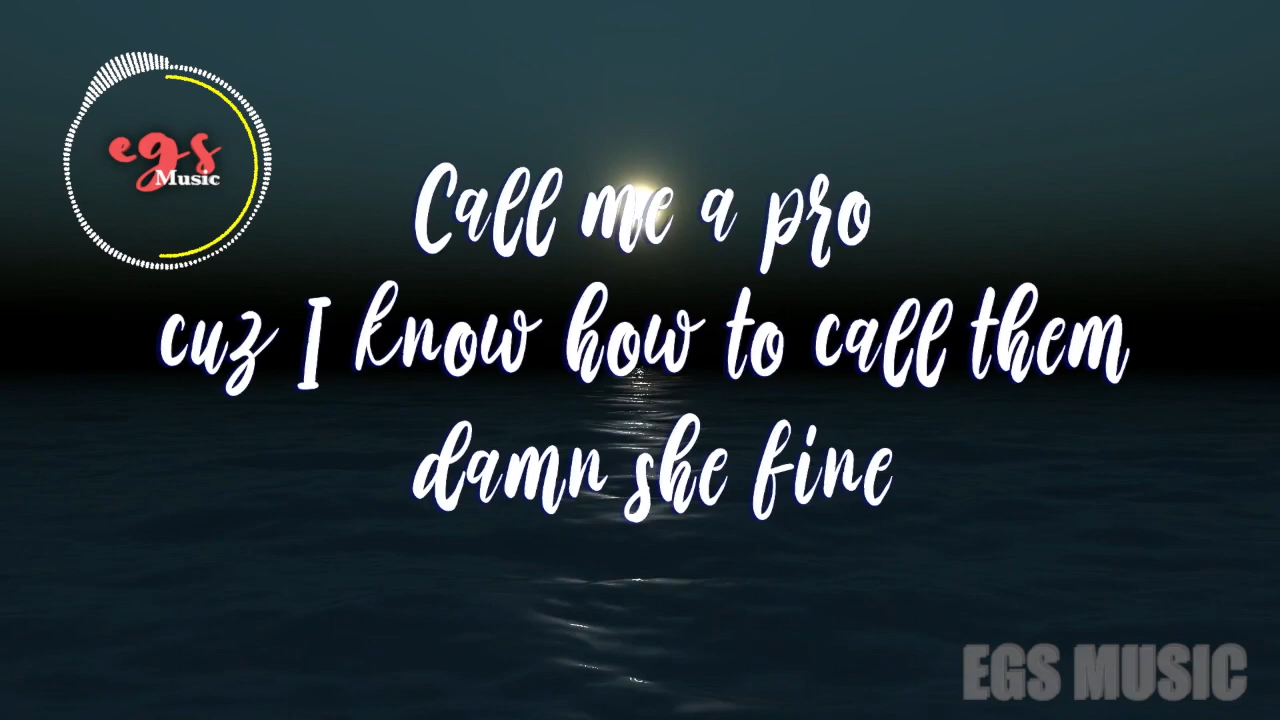 egs
Music
Call me a pro
cuz I know how to call them
damn she fine
EGS MUSIC